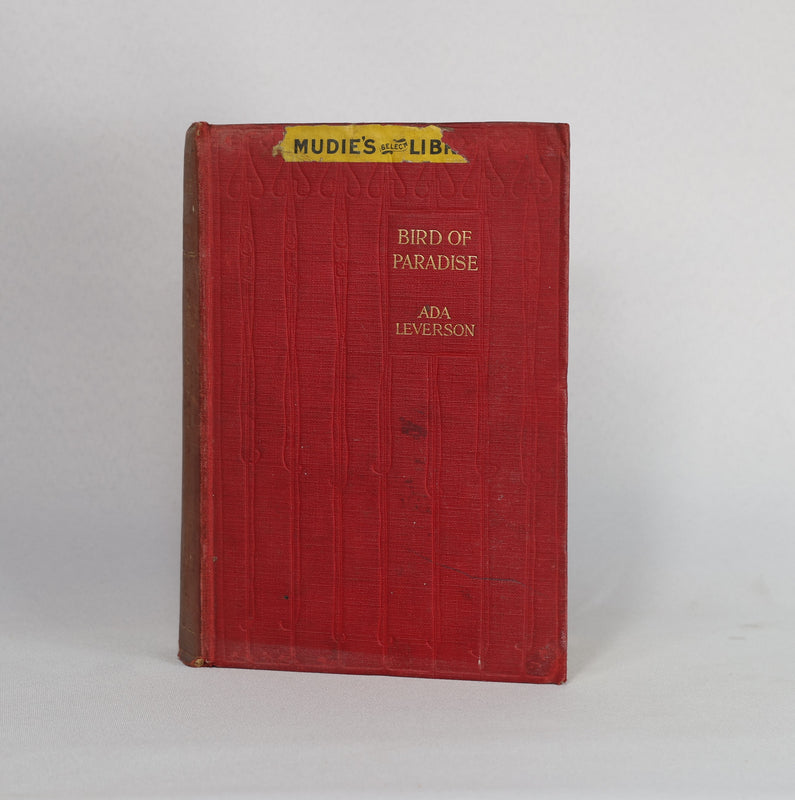 MUDIE'S SELECT LIBR
BIRD OF
PARADISE
ADA
LEVERSON